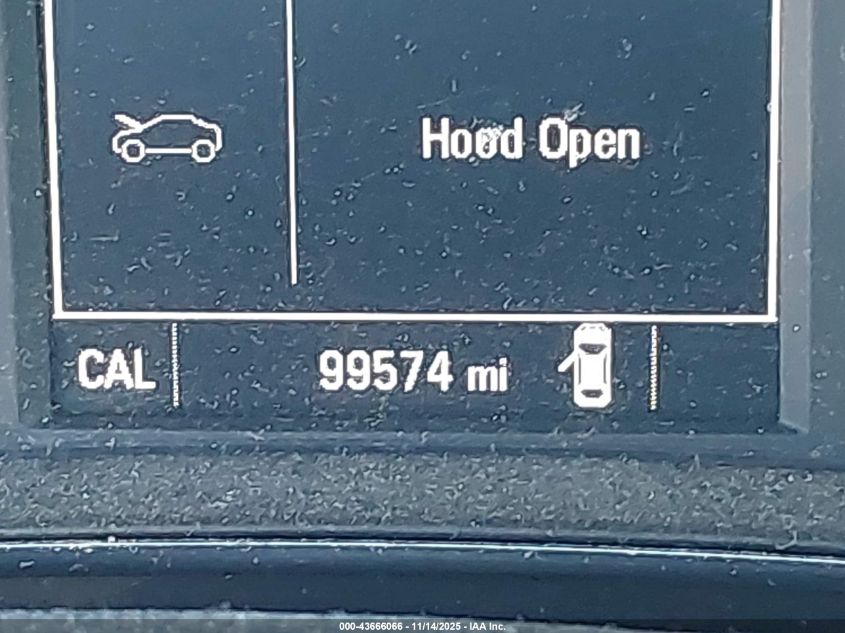 Hood Open
CAL 99574 mi
000-43666066 - 11/14/2025 - IAA Inc.